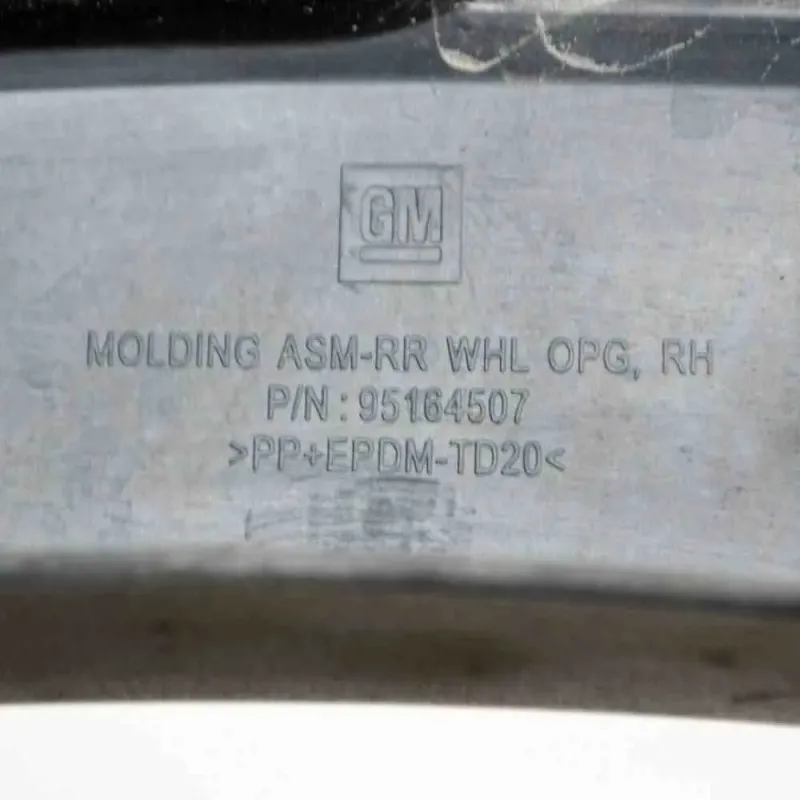 GM
MOLDING ASM-RR WHL OPG, RH
P/N : 95164507
>PP+EPDM-TD20<